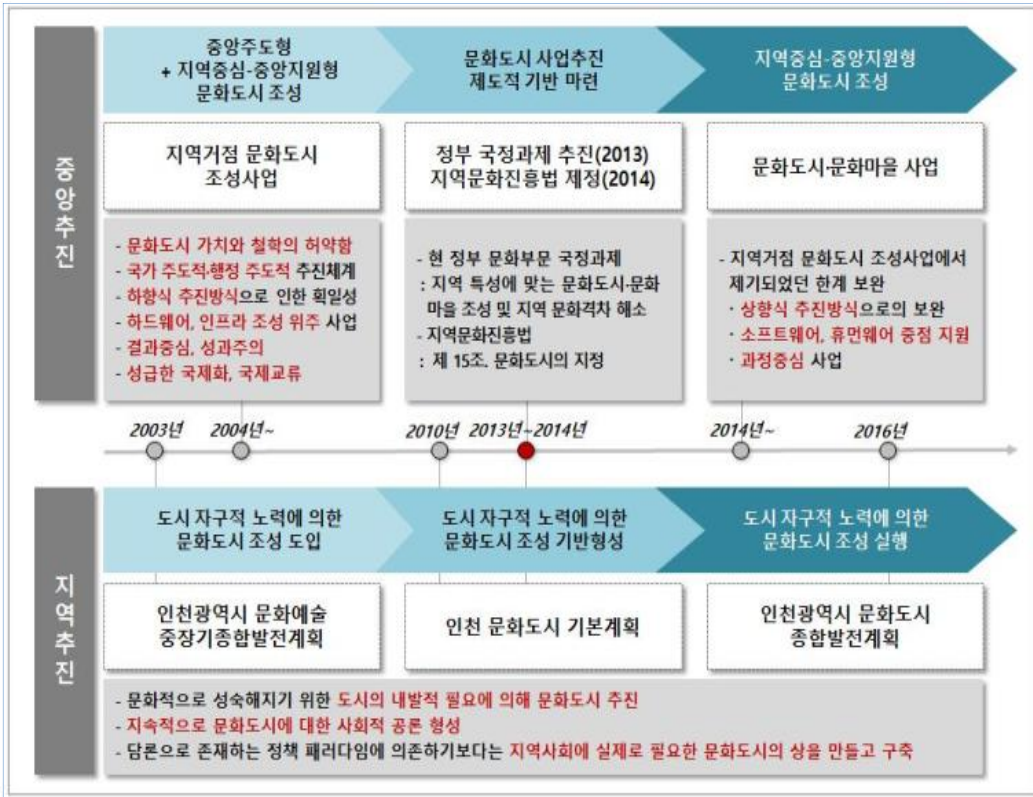 중앙추진
중앙주도형
+ 지역중심-중앙지원형
문화도시 조성
문화도시 사업추진
제도적 기반 마련
지역중심-중앙지원형
문화도시 조성
지역거점 문화도시
조성사업
정부 국정과제 추진(2013)
지역문화진흥법 제정(2014)
문화도시·문화마을 사업
- 문화도시 가치와 철학의 허약함
- 국가 주도적·행정 주도적 추진체계
- 하향식 추진방식으로 인한 획일성
- 하드웨어, 인프라 조성 위주 사업
- 결과중심, 성과주의
- 성급한 국제화, 국제교류
- 현 정부 문화부문 국정과제
: 지역 특성에 맞는 문화도시·문화
마을 조성 및 지역 문화격차 해소
- 지역문화진흥법
: 제 15조. 문화도시의 지정
- 지역거점 문화도시 조성사업에서
제기되었던 한계 보완
· 상향식 추진방식으로의 보완
· 소프트웨어, 휴먼웨어 중점 지원
· 과정중심 사업
2003년 2004년~ 2010년 2013년~2014년 2014년~ 2016년
지역추진
도시 자구적 노력에 의한
문화도시 조성 도입
도시 자구적 노력에 의한
문화도시 조성 기반형성
도시 자구적 노력에 의한
문화도시 조성 실행
인천광역시 문화예술
중장기종합발전계획
인천 문화도시 기본계획
인천광역시 문화도시
종합발전계획
- 문화적으로 성숙해지기 위한 도시의 내발적 필요에 의해 문화도시 추진
- 지속적으로 문화도시에 대한 사회적 공론 형성
- 담론으로 존재하는 정책 패러다임에 의존하기보다는 지역사회에 실제로 필요한 문화도시의 상을 만들고 구축